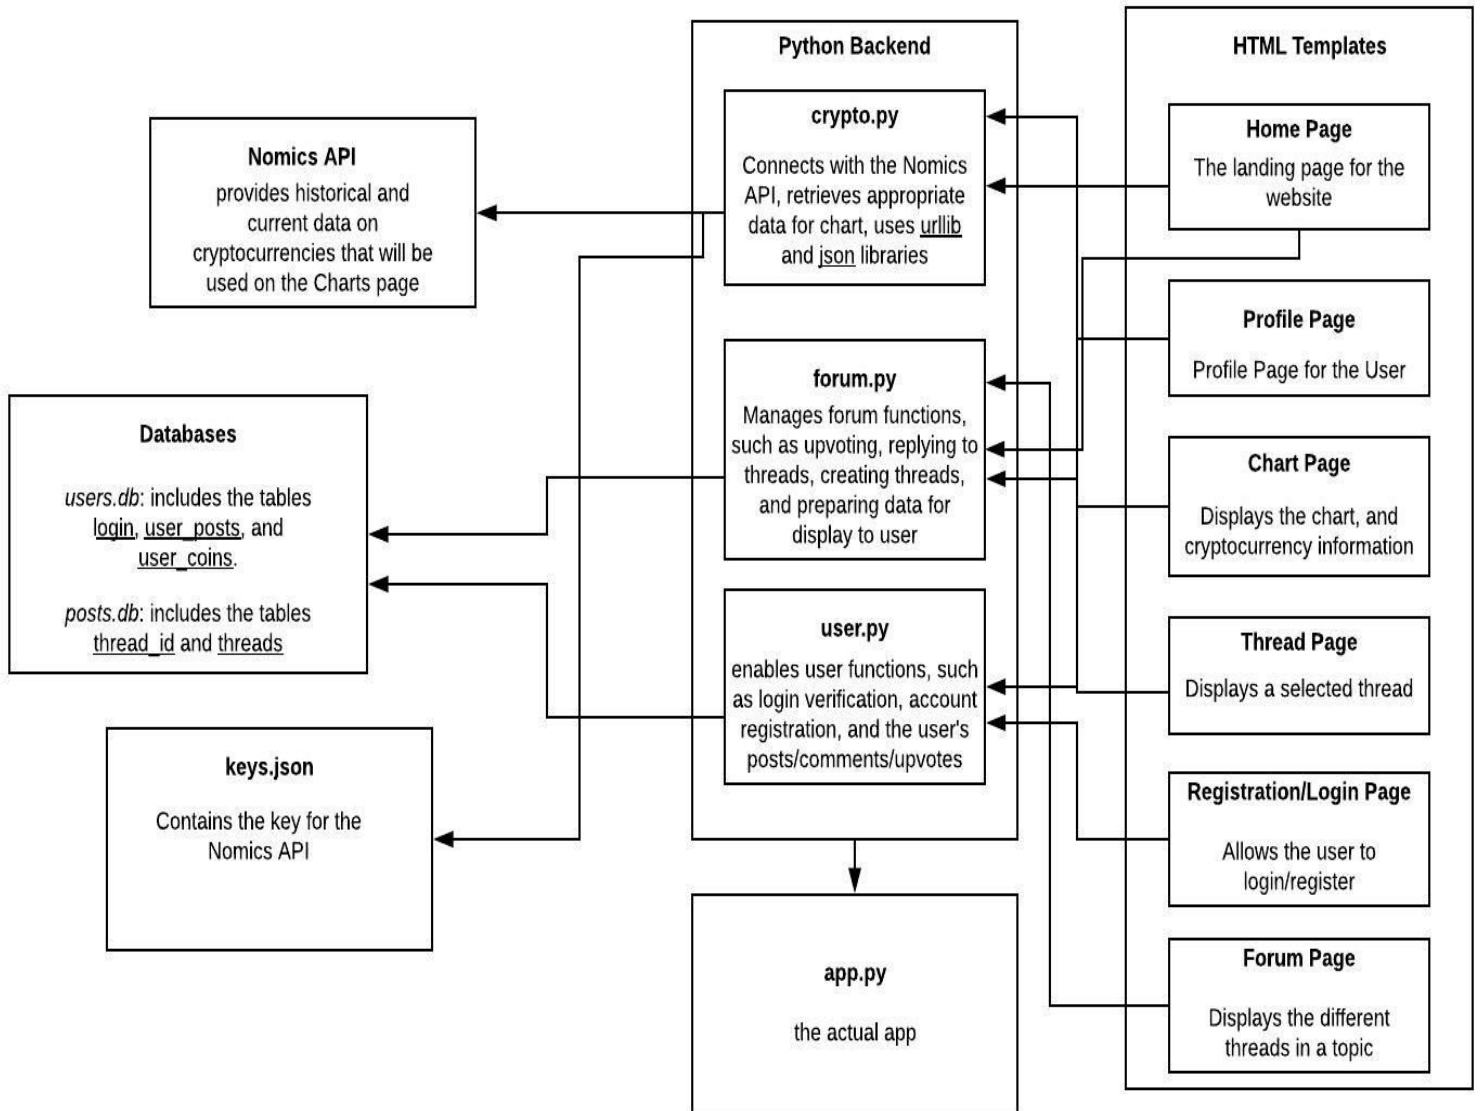 Python Backend
crypto.py
Connects with the Nomics
API, retrieves appropriate
data for chart, uses urllib
and json libraries
forum.py
Manages forum functions,
such as upvoting, replying to
threads, creating threads,
and preparing data for
display to user
user.py
enables user functions, such
as login verification, account
registration, and the user's
posts/comments/upvotes
HTML Templates
Home Page
The landing page for the
website
Profile Page
Profile Page for the User
Chart Page
Displays the chart, and
cryptocurrency information
Thread Page
Displays a selected thread
Registration/Login Page
Allows the user to
login/register
Forum Page
Displays the different
threads in a topic
Nomics API
provides historical and
current data on
cryptocurrencies that will be
used on the Charts page
Databases
users.db: includes the tables
login, user_posts, and
user_coins.
posts.db: includes the tables
thread_id and threads
keys.json
Contains the key for the
Nomics API
app.py
the actual app